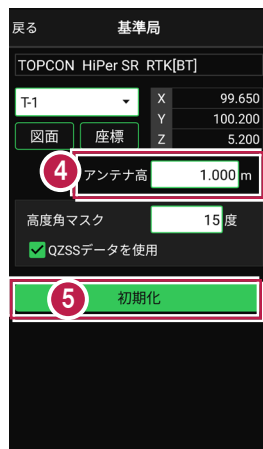 戻る 基準局
TOPCON HiPer SR RTK[BT]
T-1 X 99.650
Y 100.200
図面 座標 Z 5.200
4 アンテナ高 1.000 m
高度角マスク 15 度
QZSSデータを使用
5 初期化